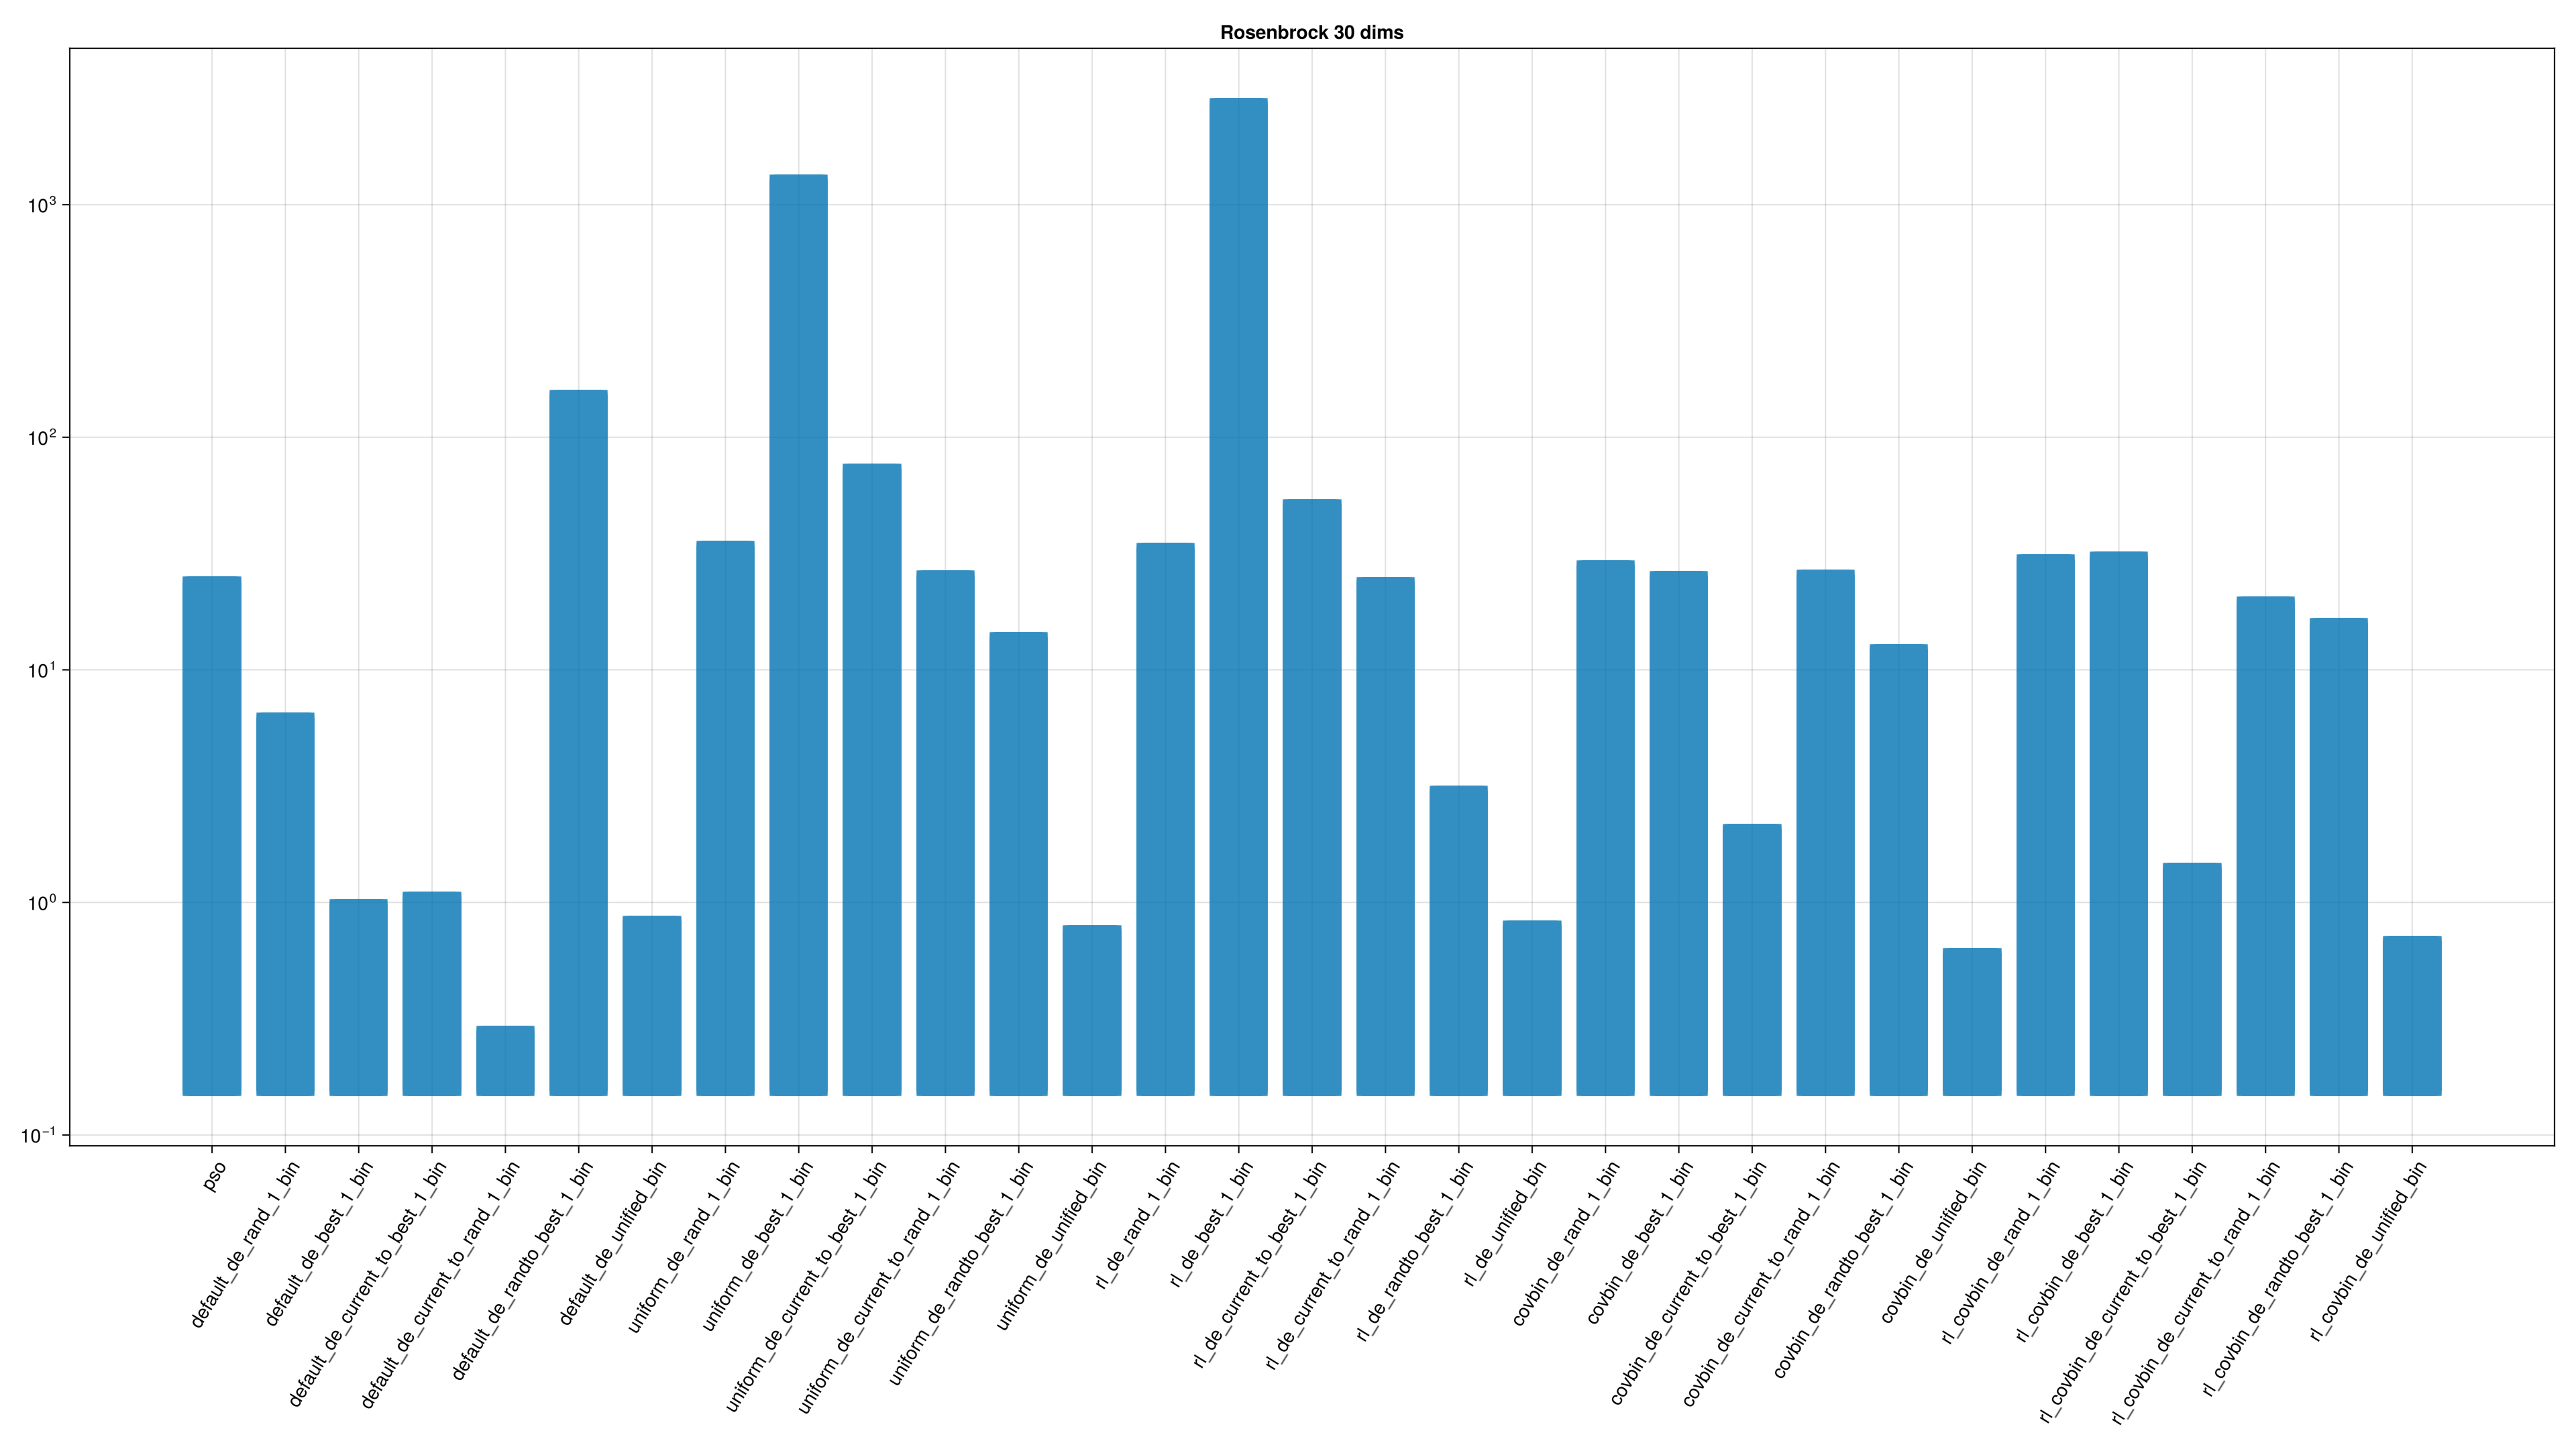 Rosenbrock 30 dims
10³
10²
10¹
10⁰
10⁻¹
pso
default_de_rand_1_bin
default_de_best_1_bin
default_de_current_to_best_1_bin
default_de_current_to_rand_1_bin
default_de_randto_best_1_bin
default_de_unified_bin
uniform_de_rand_1_bin
uniform_de_best_1_bin
uniform_de_current_to_best_1_bin
uniform_de_current_to_rand_1_bin
uniform_de_randto_best_1_bin
uniform_de_unified_bin
rl_de_rand_1_bin
rl_de_best_1_bin
rl_de_current_to_best_1_bin
rl_de_current_to_rand_1_bin
rl_de_randto_best_1_bin
rl_de_unified_bin
covbin_de_rand_1_bin
covbin_de_best_1_bin
covbin_de_current_to_best_1_bin
covbin_de_current_to_rand_1_bin
covbin_de_randto_best_1_bin
covbin_de_unified_bin
rl_covbin_de_rand_1_bin
rl_covbin_de_best_1_bin
rl_covbin_de_current_to_best_1_bin
rl_covbin_de_current_to_rand_1_bin
rl_covbin_de_randto_best_1_bin
rl_covbin_de_unified_bin